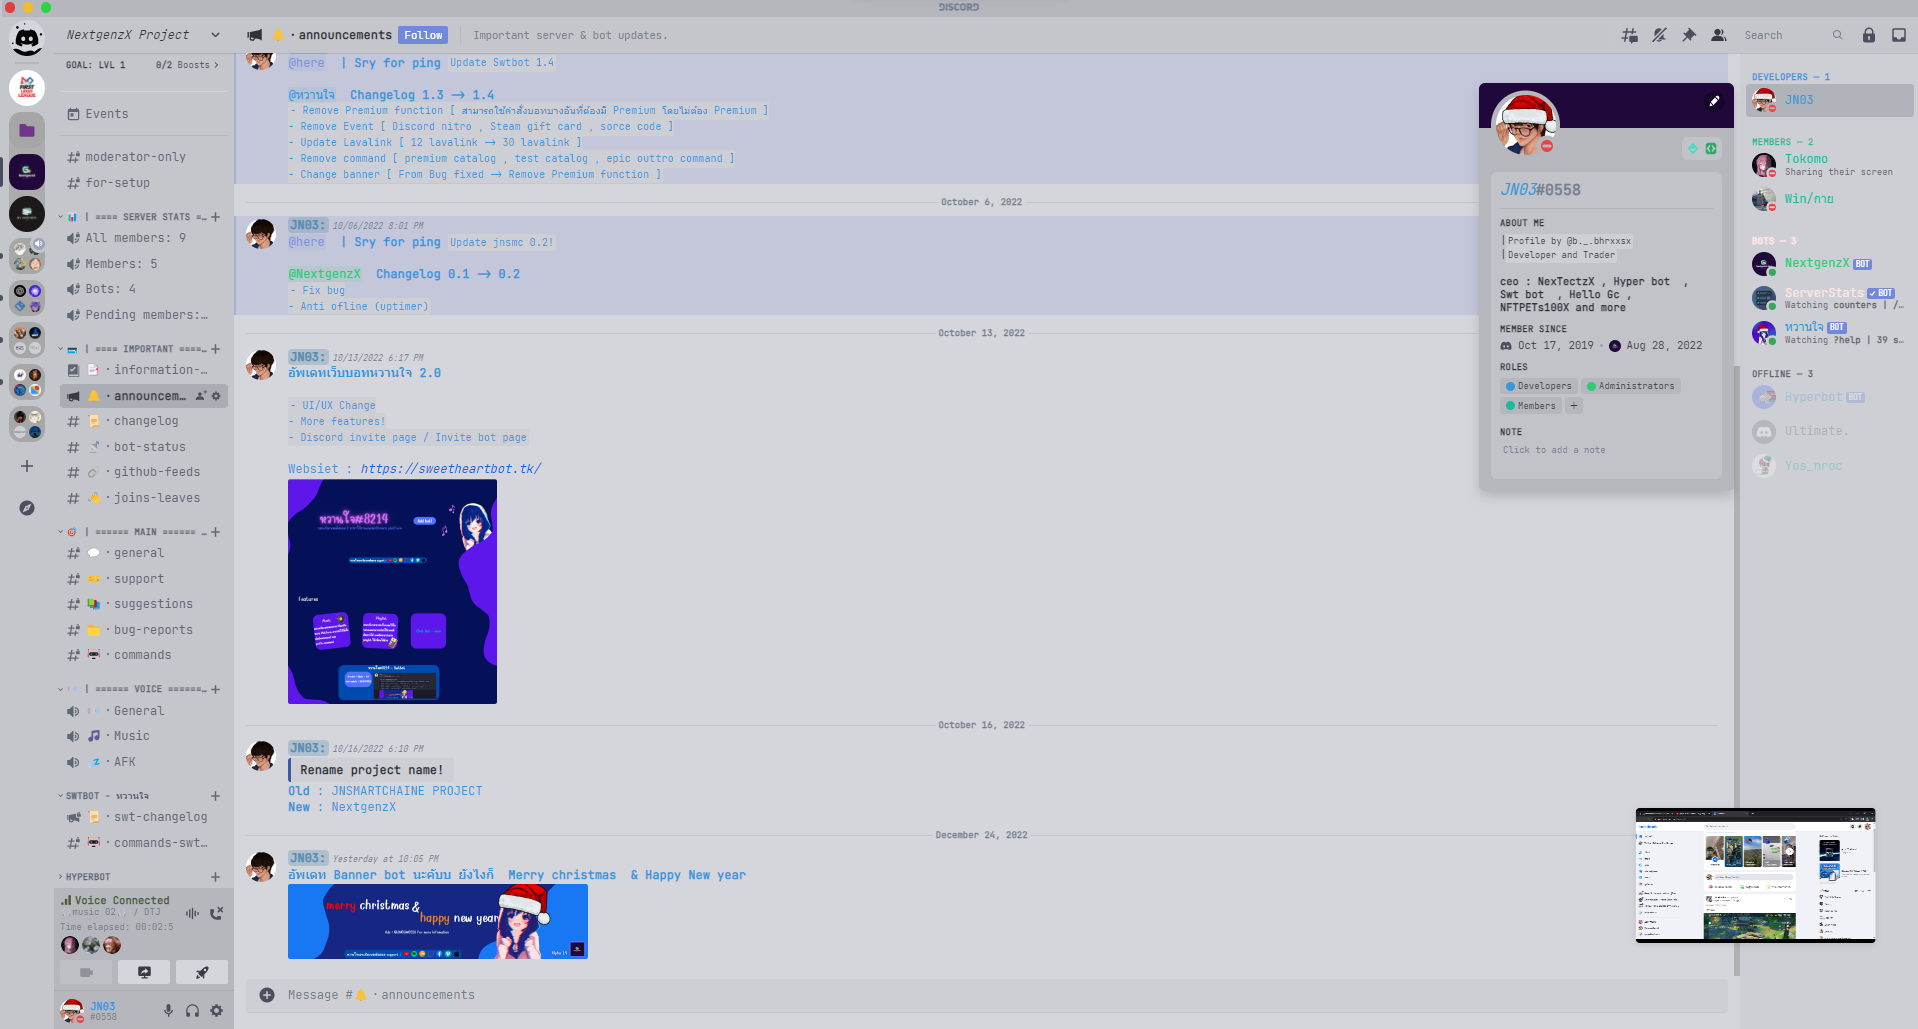 DISCORD
NextgenzX Project
GOAL: LVL 1 0/2 Boosts >
Events
moderator-only
for-setup
| ==== SERVER STATS =…
All members: 9
Members: 5
Bots: 4
Pending members:…
| ==== IMPORTANT ====…
information-…
announcem…
changelog
bot-status
github-feeds
joins-leaves
| ====== MAIN ====== …
general
support
suggestions
bug-reports
commands
| ====== VOICE ======…
General
Music
AFK
SWTBOT - หวานใจ
swt-changelog
commands-swt…
HYPERBOT
Voice Connected
music 02. / DTJ
Time elapsed: 00:02:5
JN03
#0558
announcements Follow Important server & bot updates.
Search
@here | Sry for ping Update Swtbot 1.4
@หวานใจ Changelog 1.3 -> 1.4
- Remove Premium function [ สามารถใช้คำสั่งบอทบางอันที่ต้องมี Premium โดยไม่ต้อง Premium ]
- Remove Event [ Discord nitro , Steam gift card , sorce code ]
- Update Lavalink [ 12 lavalink -> 30 lavalink ]
- Remove command [ premium catalog , test catalog , epic outtro command ]
- Change banner [ From Bug fixed -> Remove Premium function ]
October 6, 2022
JN03: 10/06/2022 8:01 PM
@here | Sry for ping Update jnsmc 0.2!
@NextgenzX Changelog 0.1 -> 0.2
- Fix bug
- Anti ofline (uptimer)
October 13, 2022
JN03: 10/13/2022 6:17 PM
อัพเดทเว็บบอทหวานใจ 2.0
- UI/UX Change
- More features!
- Discord invite page / Invite bot page
Websiet : https://sweetheartbot.tk/
หวานใจ#8214
Features
October 16, 2022
JN03: 10/16/2022 6:10 PM
Rename project name!
Old : JNSMARTCHAINE PROJECT
New : NextgenzX
December 24, 2022
JN03: Yesterday at 10:05 PM
อัพเดท Banner bot นะคับบ ยังไงก็ Merry christmas & Happy New year
merry christmas &
happy new year
Message # announcements
JN03#0558
ABOUT ME
|Profile by @b._.bhrxxsx
|Developer and Trader
ceo : NexTectzX , Hyper bot ,
Swt bot , Hello Gc ,
NFTPETs100X and more
MEMBER SINCE
Oct 17, 2019 • Aug 28, 2022
ROLES
Developers Administrators
Members +
NOTE
Click to add a note
DEVELOPERS — 1
JN03
MEMBERS — 2
Tokomo
Sharing their screen
Win/กาย
BOTS — 3
NextgenzX BOT
ServerStats BOT
Watching counters | /…
หวานใจ BOT
Watching ?help | 39 s…
OFFLINE — 3
Hyperbot BOT
Ultimate.
Yos_nroc